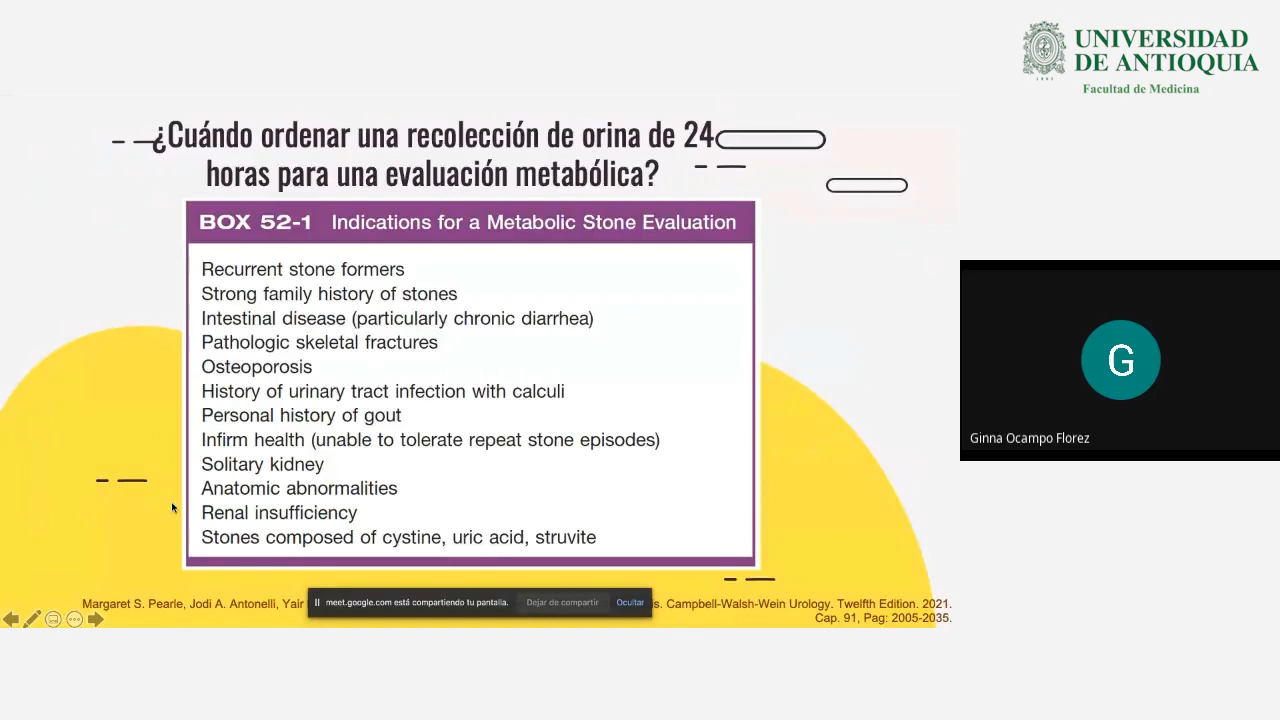 UNIVERSIDAD
DE ANTIOQUIA
1803
Facultad de Medicina
¿Cuándo ordenar una recolección de orina de 24
horas para una evaluación metabólica?
BOX 52-1 Indications for a Metabolic Stone Evaluation
Recurrent stone formers
Strong family history of stones
Intestinal disease (particularly chronic diarrhea)
Pathologic skeletal fractures
Osteoporosis
History of urinary tract infection with calculi
Personal history of gout
Infirm health (unable to tolerate repeat stone episodes)
Solitary kidney
Anatomic abnormalities
Renal insufficiency
Stones composed of cystine, uric acid, struvite
G
Ginna Ocampo Florez
meet.google.com está compartiendo tu pantalla. Dejar de compartir Ocultar
Margaret S. Pearle, Jodi A. Antonelli, Yair s. Campbell-Walsh-Wein Urology. Twelfth Edition. 2021.
Cap. 91, Pag: 2005-2035.